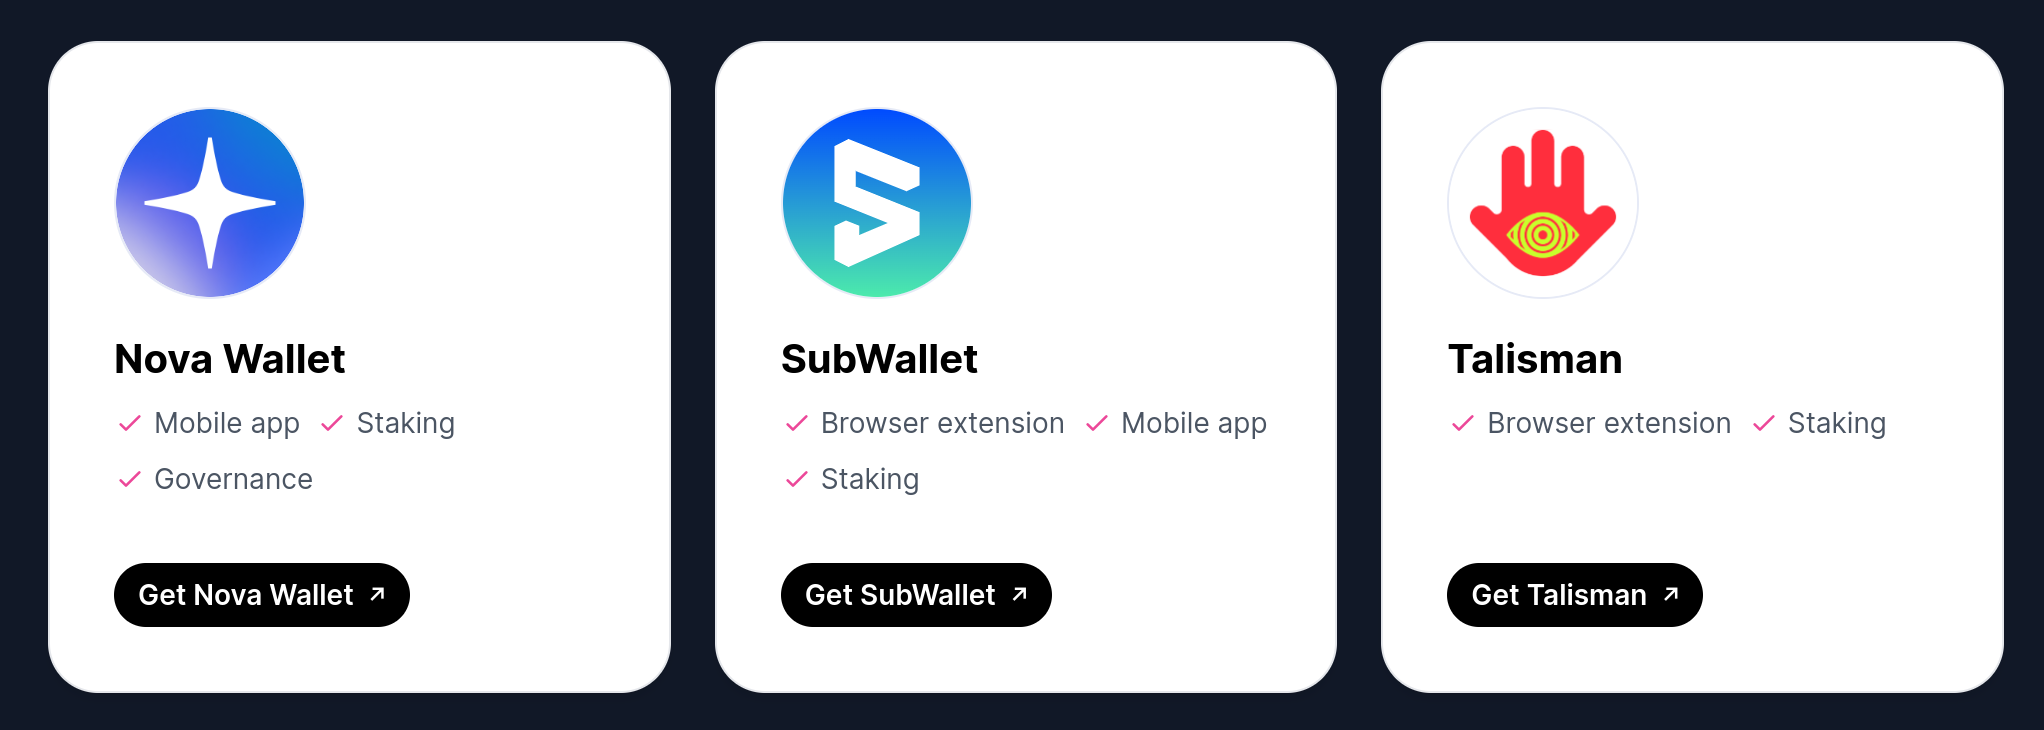 Nova Wallet
Mobile app Staking
Governance
Get Nova Wallet ↗
SubWallet
Browser extension Mobile app
Staking
Get SubWallet ↗
Talisman
Browser extension Staking
Get Talisman ↗